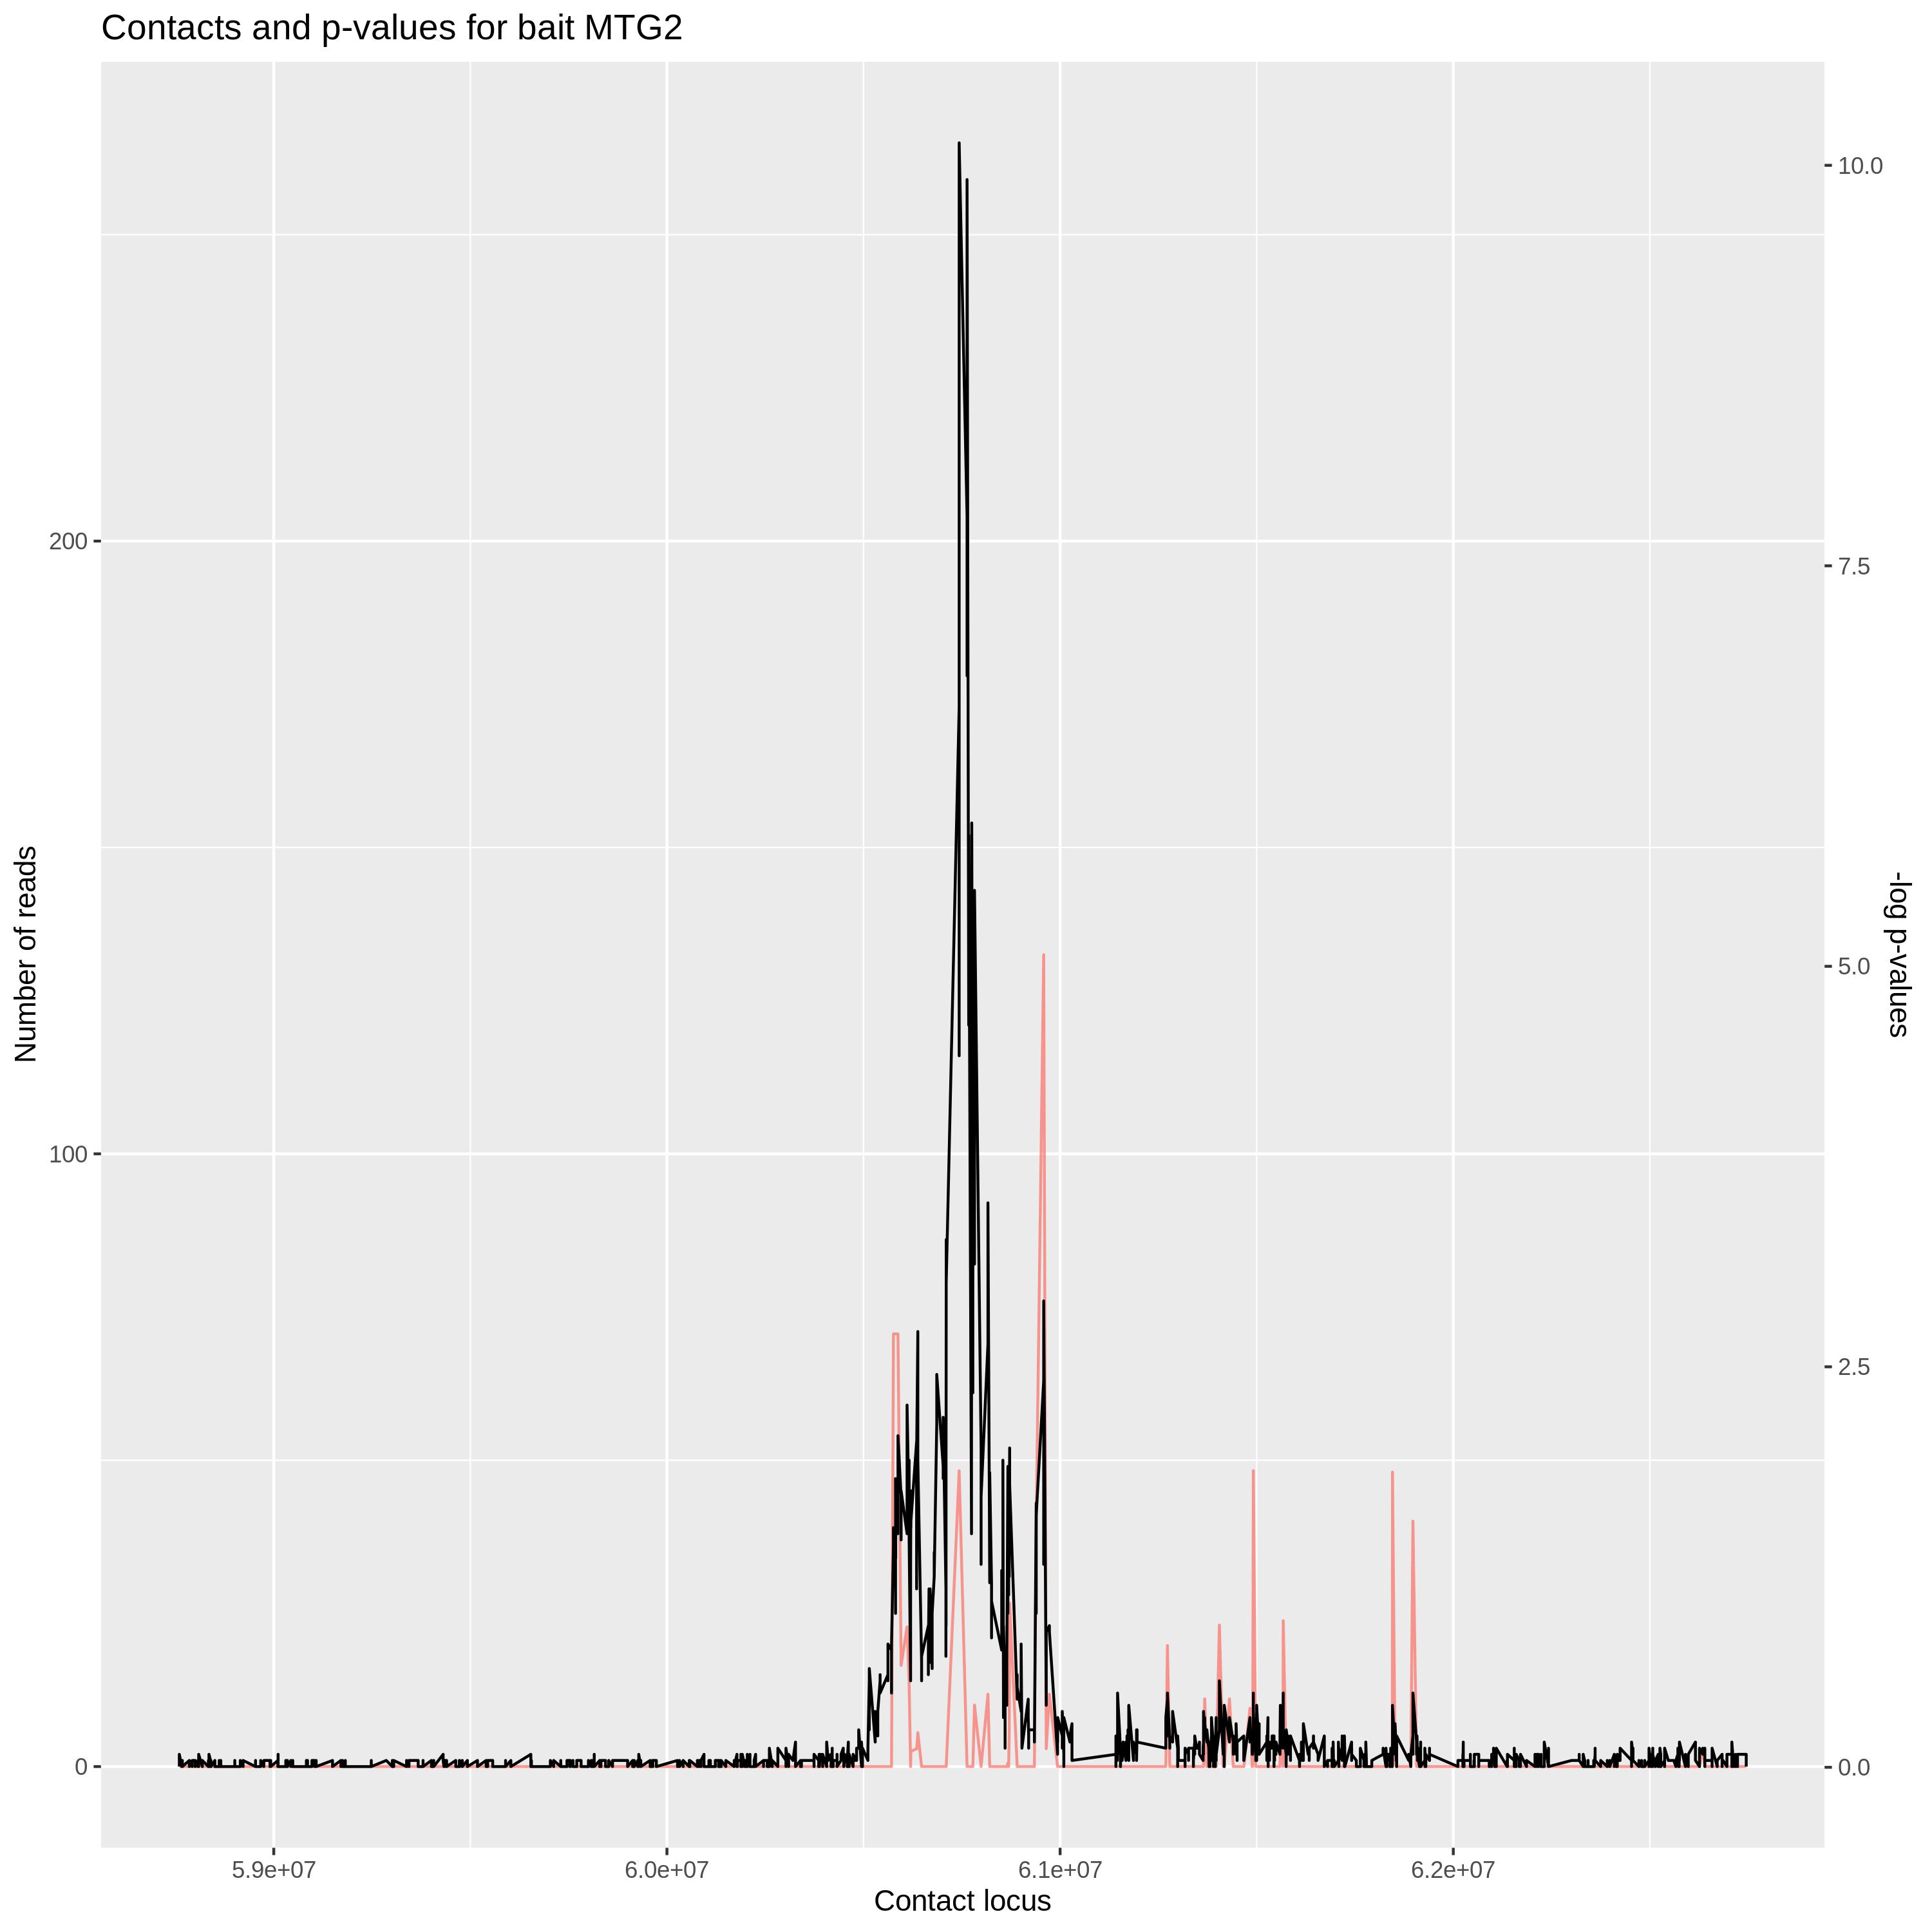 Contacts and p-values for bait MTG2
10.0
200
7.5
Number of reads
-log p-values
5.0
100
2.5
0
0.0
5.9e+07
6.0e+07
6.1e+07
6.2e+07
Contact locus